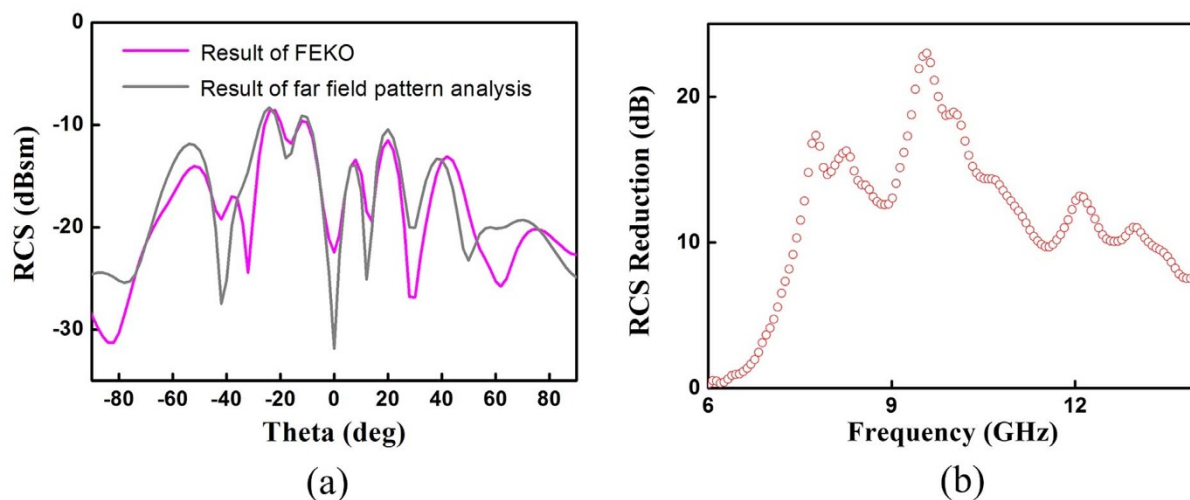 0
-10
-20
-30
RCS (dBsm)
Result of FEKO
Result of far field pattern analysis
-80 -60 -40 -20 0 20 40 60 80
Theta (deg)
(a)
20
10
0
RCS Reduction (dB)
6 9 12
Frequency (GHz)
(b)